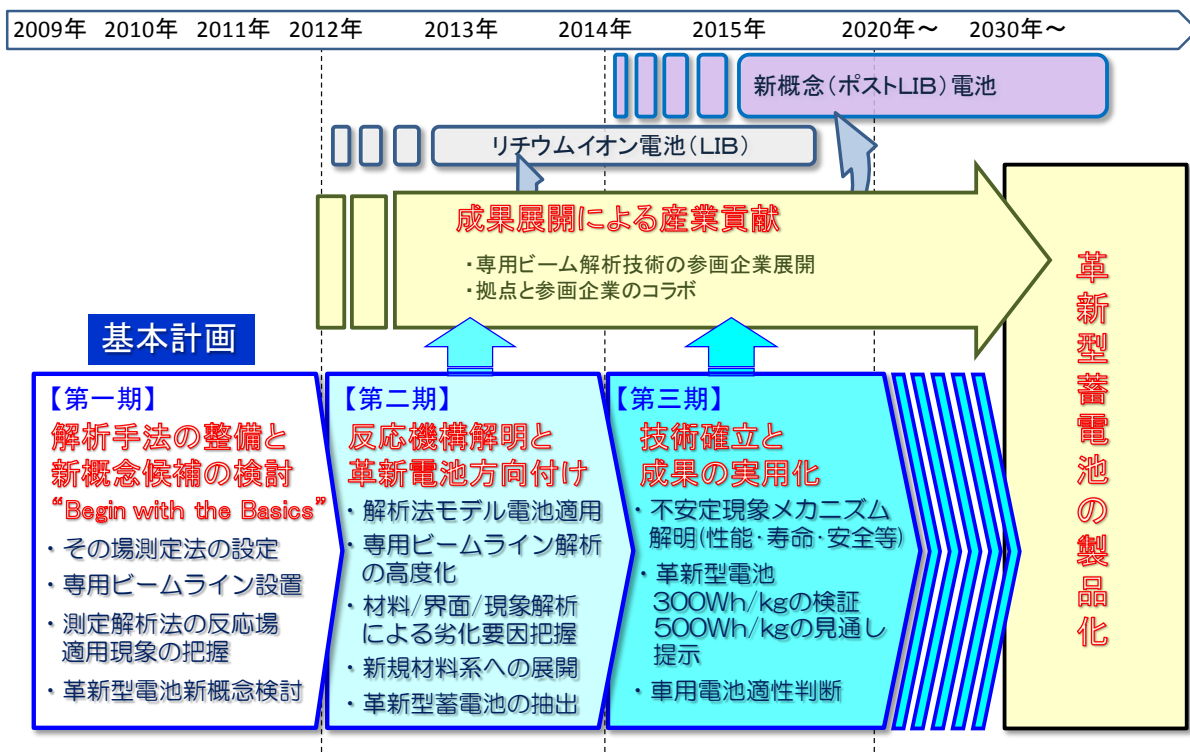 2009年 2010年 2011年 2012年 2013年 2014年 2015年 2020年～ 2030年～
新概念(ポストLIB)電池
リチウムイオン電池(LIB)
成果展開による産業貢献
・専用ビーム解析技術の参画企業展開
・拠点と参画企業のコラボ
基本計画
【第一期】
解析手法の整備と
新概念候補の検討
“Begin with the Basics”
・その場測定法の設定
・専用ビームライン設置
・測定解析法の反応場
適用現象の把握
・革新型電池新概念検討
【第二期】
反応機構解明と
革新電池方向付け
・解析法モデル電池適用
・専用ビームライン解析
の高度化
・材料/界面/現象解析
による劣化要因把握
・新規材料系への展開
・革新型蓄電池の抽出
【第三期】
技術確立と
成果の実用化
・不安定現象メカニズム
解明(性能・寿命・安全等)
・革新型電池
300Wh/kgの検証
500Wh/kgの見通し
提示
・車用電池適性判断
革新型蓄電池の製品化